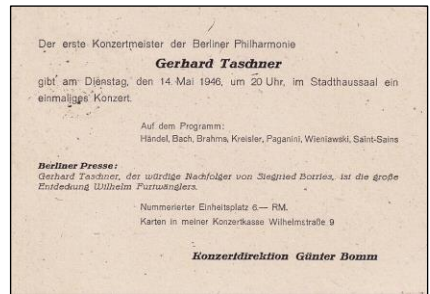 Der erste Konzertmeister der Berliner Philharmonie
Gerhard Taschner
gibt am Dienstag, den 14. Mai 1946, um 20 Uhr, im Stadthaussaal ein
einmaliges Konzert.
Auf dem Programm:
Händel, Bach, Brahms, Kreisler, Paganini, Wieniawski, Saint-Sains
Berliner Presse:
Gerhard Taschner, der würdige Nachfolger von Siegfried Borries, ist die große
Entdeckung Wilhelm Furtwänglers.
Nummerierter Einheitsplatz 6.— RM.
Karten in meiner Konzertkasse Wilhelmstraße 9
Konzertdirektion Günter Bomm